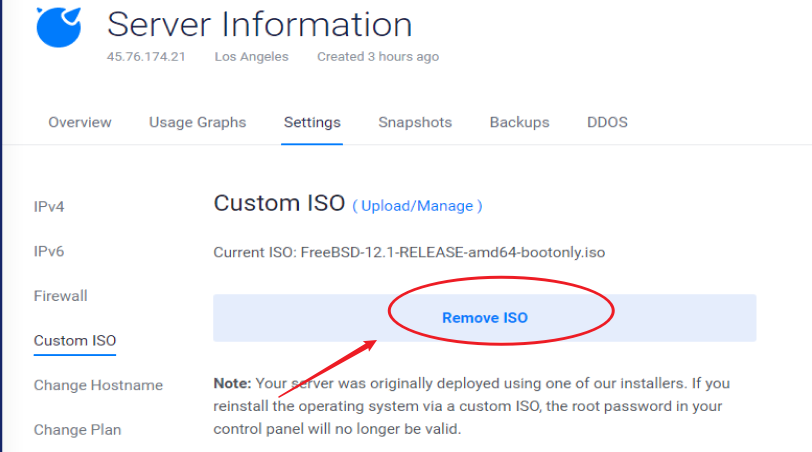 Server Information
45.76.174.21 Los Angeles Created 3 hours ago
Overview Usage Graphs Settings Snapshots Backups DDOS
IPv4
IPv6
Firewall
Custom ISO
Change Hostname
Change Plan
Custom ISO ( Upload/Manage )
Current ISO: FreeBSD-12.1-RELEASE-amd64-bootonly.iso
Remove ISO
Note: Your server was originally deployed using one of our installers. If you
reinstall the operating system via a custom ISO, the root password in your
control panel will no longer be valid.